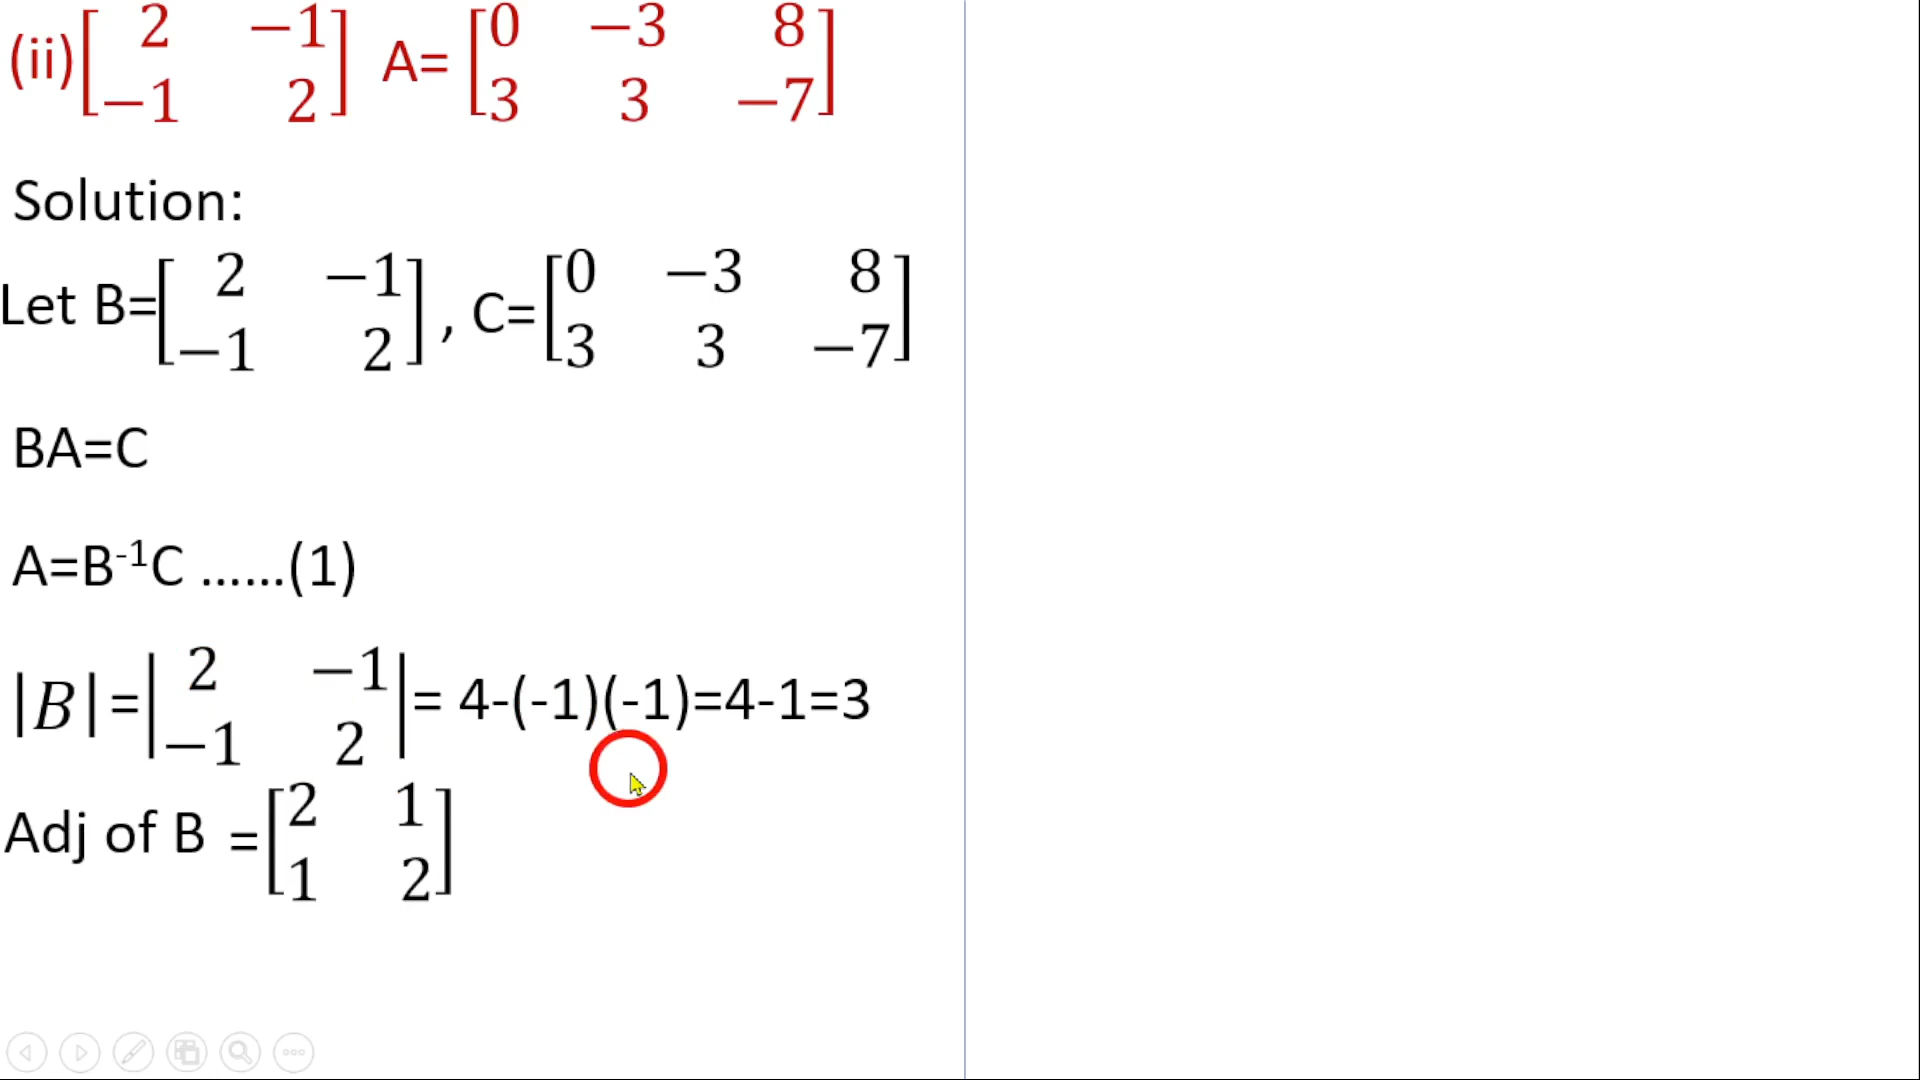 (ii)[2 −1; −1 2] A= [0 −3 8; 3 3 −7]
Solution:
Let B=[2 −1; −1 2] , C=[0 −3 8; 3 3 −7]
BA=C
A=B⁻¹C ......(1)
|B|=|2 −1; −1 2|= 4-(-1)(-1)=4-1=3
Adj of B =[2 1; 1 2]